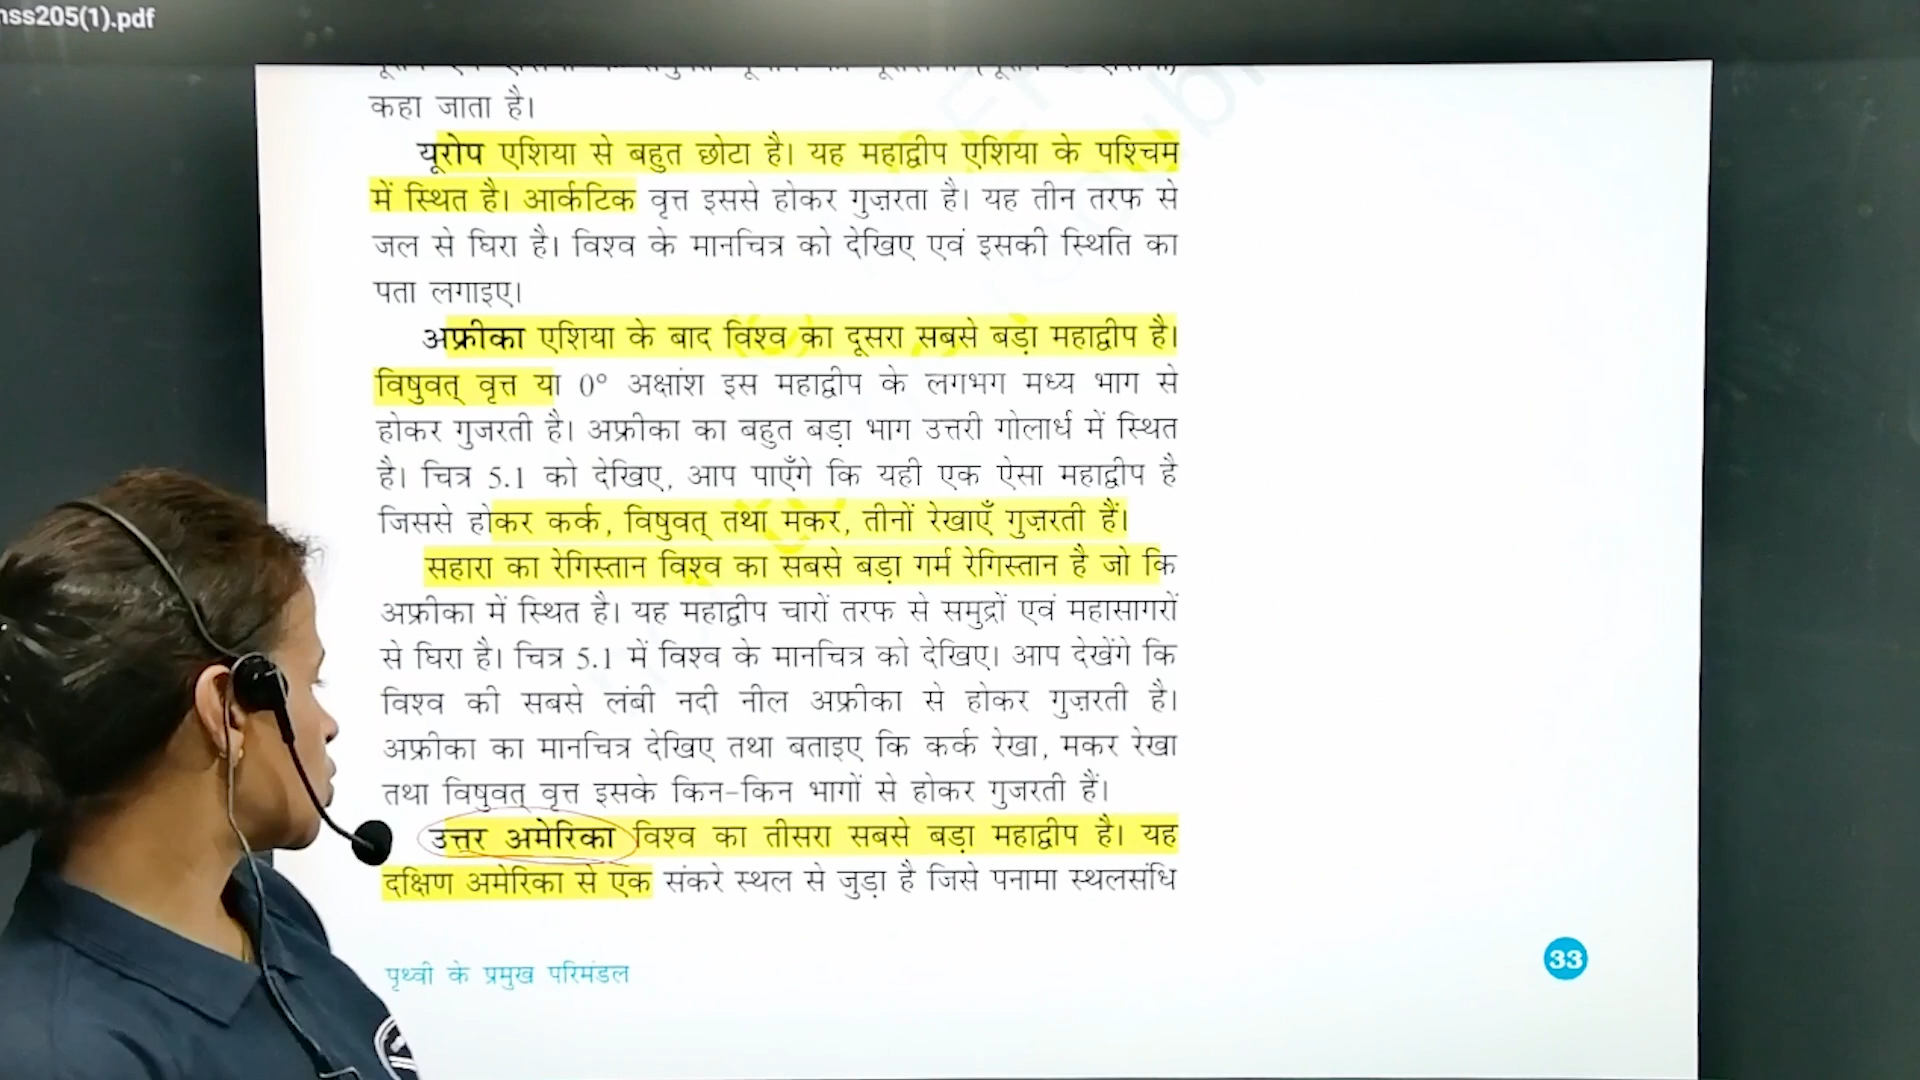 nss205(1).pdf
कहा जाता है।
यूरोप एशिया से बहुत छोटा है। यह महाद्वीप एशिया के पश्चिम
में स्थित है। आर्कटिक वृत्त इससे होकर गुज़रता है। यह तीन तरफ से
जल से घिरा है। विश्व के मानचित्र को देखिए एवं इसकी स्थिति का
पता लगाइए।
अफ्रीका एशिया के बाद विश्व का दूसरा सबसे बड़ा महाद्वीप है।
विषुवत् वृत्त या 0° अक्षांश इस महाद्वीप के लगभग मध्य भाग से
होकर गुजरती है। अफ्रीका का बहुत बड़ा भाग उत्तरी गोलार्ध में स्थित
है। चित्र 5.1 को देखिए, आप पाएँगे कि यही एक ऐसा महाद्वीप है
जिससे होकर कर्क, विषुवत् तथा मकर, तीनों रेखाएँ गुज़रती हैं।
सहारा का रेगिस्तान विश्व का सबसे बड़ा गर्म रेगिस्तान है जो कि
अफ्रीका में स्थित है। यह महाद्वीप चारों तरफ से समुद्रों एवं महासागरों
से घिरा है। चित्र 5.1 में विश्व के मानचित्र को देखिए। आप देखेंगे कि
विश्व की सबसे लंबी नदी नील अफ्रीका से होकर गुज़रती है।
अफ्रीका का मानचित्र देखिए तथा बताइए कि कर्क रेखा, मकर रेखा
तथा विषुवत् वृत्त इसके किन-किन भागों से होकर गुजरती हैं।
उत्तर अमेरिका विश्व का तीसरा सबसे बड़ा महाद्वीप है। यह
दक्षिण अमेरिका से एक संकरे स्थल से जुड़ा है जिसे पनामा स्थलसंधि
पृथ्वी के प्रमुख परिमंडल
33